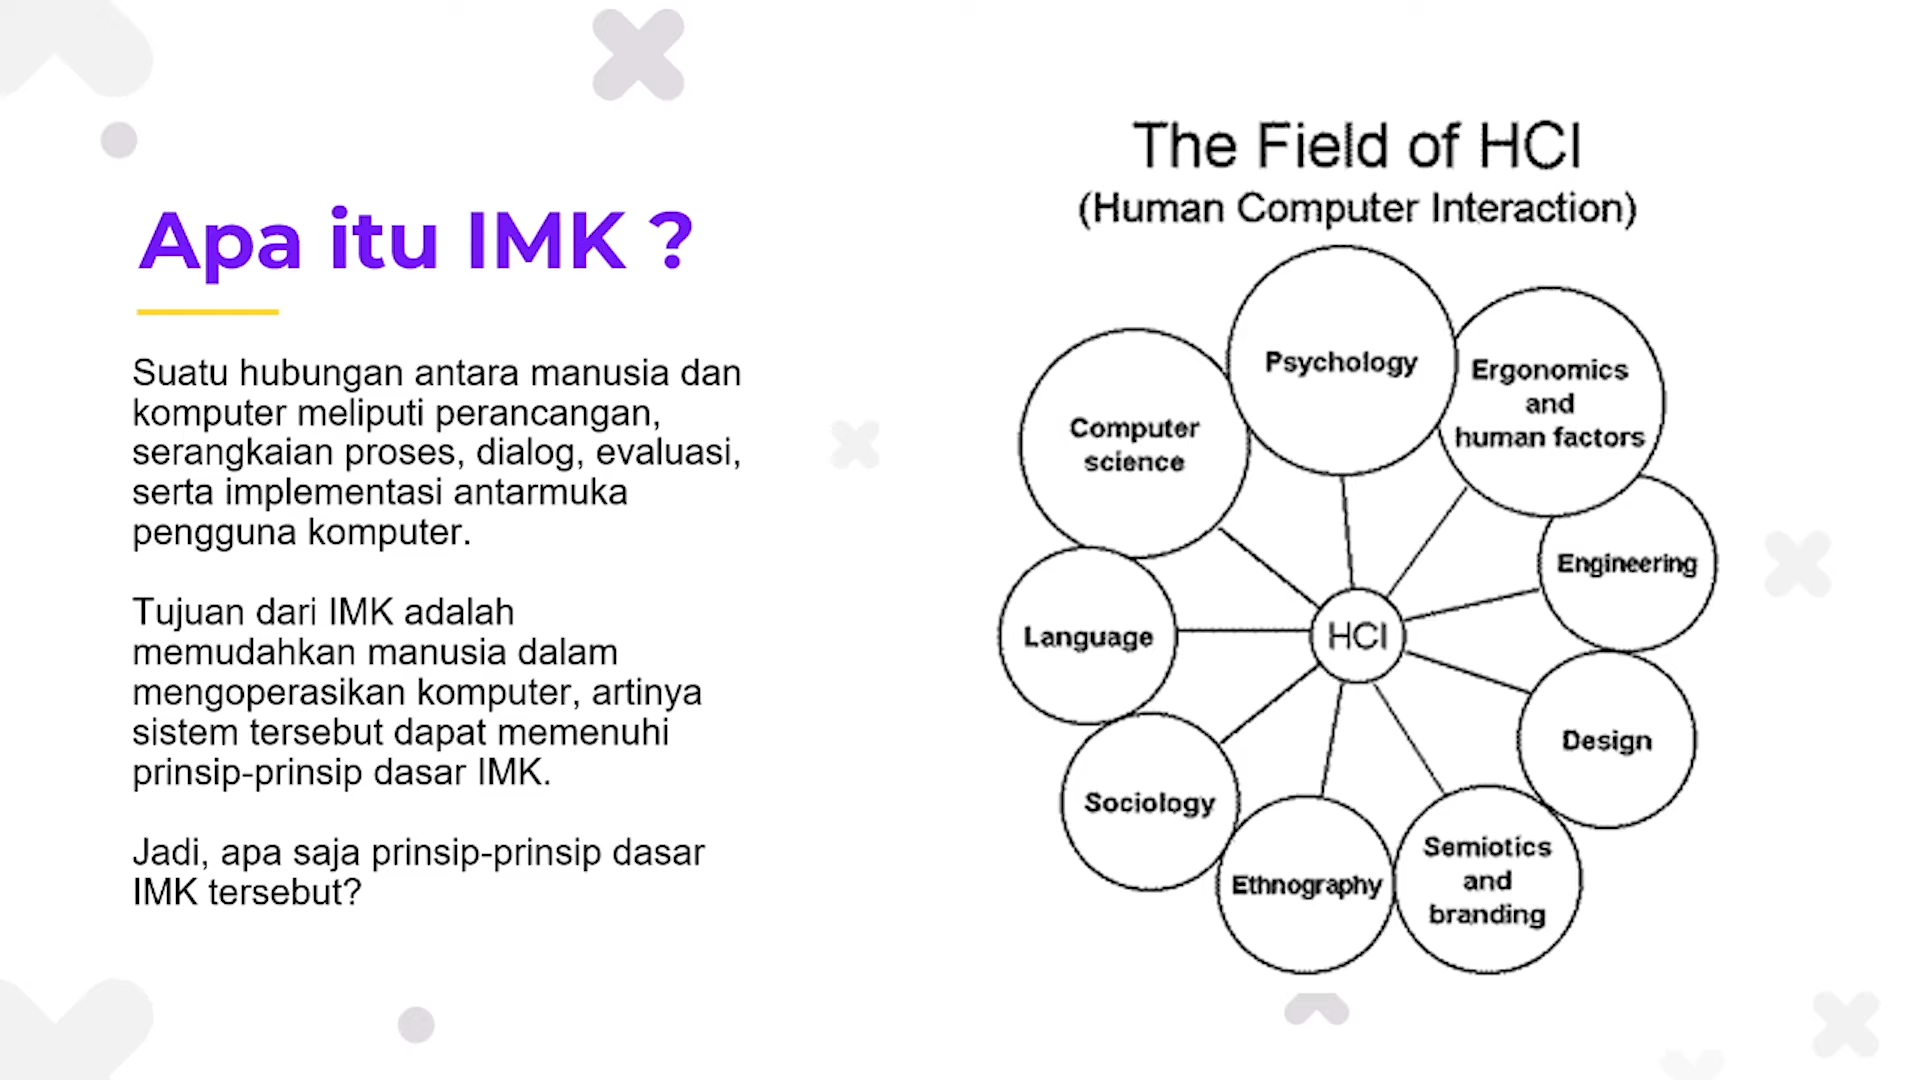 Apa itu IMK ?
Suatu hubungan antara manusia dan
komputer meliputi perancangan,
serangkaian proses, dialog, evaluasi,
serta implementasi antarmuka
pengguna komputer.
Tujuan dari IMK adalah
memudahkan manusia dalam
mengoperasikan komputer, artinya
sistem tersebut dapat memenuhi
prinsip-prinsip dasar IMK.
Jadi, apa saja prinsip-prinsip dasar
IMK tersebut?
The Field of HCI
(Human Computer Interaction)
Psychology
Ergonomics
and
human factors
Computer
science
Engineering
Language
HCI
Design
Sociology
Ethnography
Semiotics
and
branding